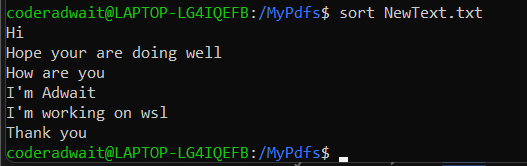 coderadwait@LAPTOP-LG4IQEFB:/MyPdfs$ sort NewText.txt
Hi
Hope your are doing well
How are you
I'm Adwait
I'm working on wsl
Thank you
coderadwait@LAPTOP-LG4IQEFB:/MyPdfs$